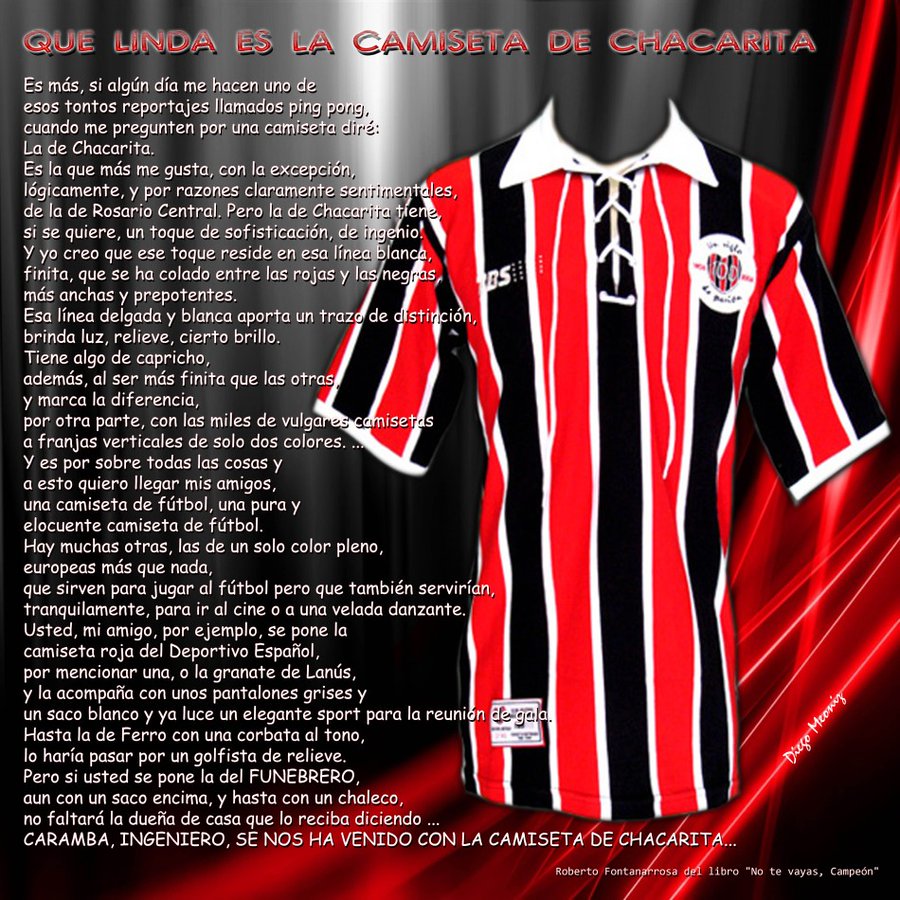 QUE LINDA ES LA CAMISETA DE CHACARITA
Es más, si algún día me hacen uno de
esos tontos reportajes llamados ping pong,
cuando me pregunten por una camiseta diré:
La de Chacarita.
Es la que más me gusta, con la excepción,
lógicamente, y por razones claramente sentimentales,
de la de Rosario Central. Pero la de Chacarita tiene,
si se quiere, un toque de sofisticación, de ingenio.
Y yo creo que ese toque reside en esa línea blanca,
finita, que se ha colado entre las rojas y las negras,
más anchas y prepotentes.
Esa línea delgada y blanca aporta un trazo de distinción,
brinda luz, relieve, cierto brillo.
Tiene algo de capricho,
además, al ser más finita que las otras,
y marca la diferencia,
por otra parte, con las miles de vulgares camisetas
a franjas verticales de solo dos colores. ...
Y es por sobre todas las cosas y
a esto quiero llegar mis amigos,
una camiseta de fútbol, una pura y
elocuente camiseta de fútbol.
Hay muchas otras, las de un solo color pleno,
europeas más que nada,
que sirven para jugar al fútbol pero que también servirían,
tranquilamente, para ir al cine o a una velada danzante.
Usted, mi amigo, por ejemplo, se pone la
camiseta roja del Deportivo Español,
por mencionar una, o la granate de Lanús,
y la acompaña con unos pantalones grises y
un saco blanco y ya luce un elegante sport para la reunión de gala.
Hasta la de Ferro con una corbata al tono,
lo haría pasar por un golfista de relieve.
Pero si usted se pone la del FUNEBRERO,
aun con un saco encima, y hasta con un chaleco,
no faltará la dueña de casa que lo reciba diciendo ...
CARAMBA, INGENIERO, SE NOS HA VENIDO CON LA CAMISETA DE CHACARITA...
Un siglo
100
de pasión
Diego Meoniz
Roberto Fontanarrosa del libro "No te vayas, Campeón"